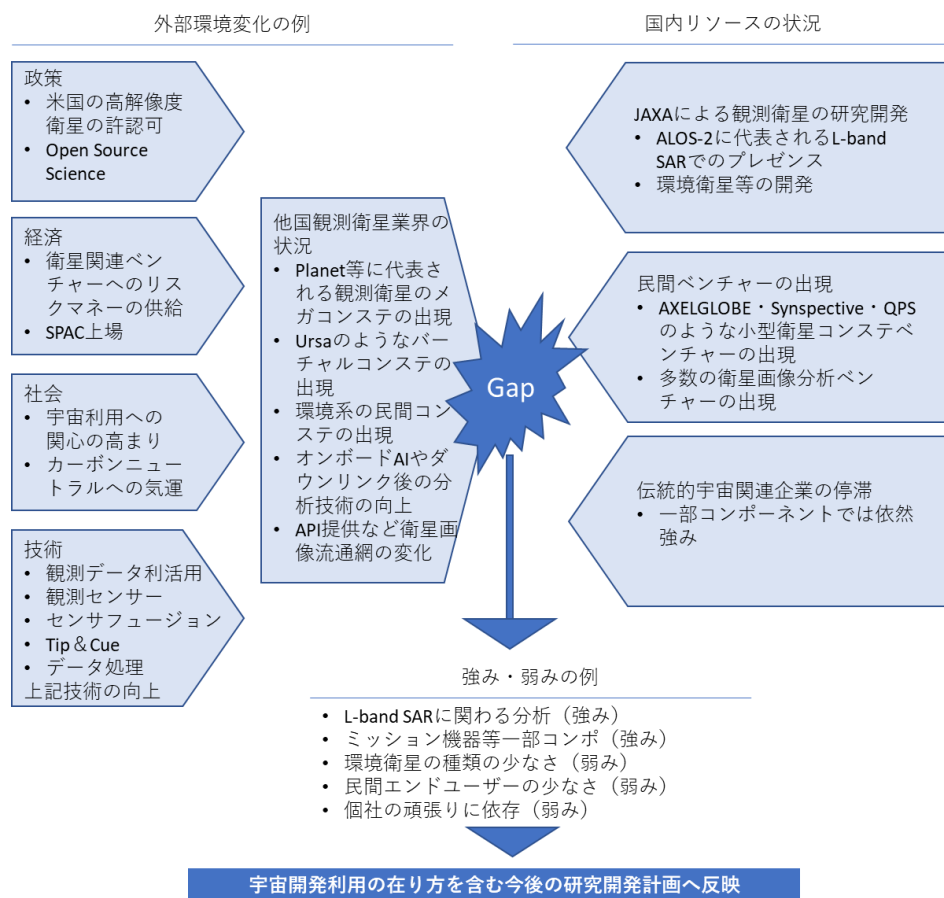 外部環境変化の例
政策
• 米国の高解像度
衛星の許認可
• Open Source
Science
経済
• 衛星関連ベン
チャーへのリス
クマネーの供給
• SPAC上場
社会
• 宇宙利用への
関心の高まり
• カーボンニュー
トラルへの気運
技術
• 観測データ利活用
• 観測センサー
• センサフュージョン
• Tip＆Cue
• データ処理
上記技術の向上
他国観測衛星業界の
状況
• Planet等に代表さ
れる観測衛星のメ
ガコンステの出現
• Ursaのようなバー
チャルコンステの
出現
• 環境系の民間コン
ステの出現
• オンボードAIやダ
ウンリンク後の分
析技術の向上
• API提供など衛星画
像流通網の変化
Gap
国内リソースの状況
JAXAによる観測衛星の研究開発
• ALOS-2に代表されるL-band
SARでのプレゼンス
• 環境衛星等の開発
民間ベンチャーの出現
• AXELGLOBE・Synspective・QPS
のような小型衛星コンステベ
ンチャーの出現
• 多数の衛星画像分析ベン
チャーの出現
伝統的宇宙関連企業の停滞
• 一部コンポーネントでは依然
強み
強み・弱みの例
• L-band SARに関わる分析（強み）
• ミッション機器等一部コンポ（強み）
• 環境衛星の種類の少なさ（弱み）
• 民間エンドユーザーの少なさ（弱み）
• 個社の頑張りに依存（弱み）
宇宙開発利用の在り方を含む今後の研究開発計画へ反映